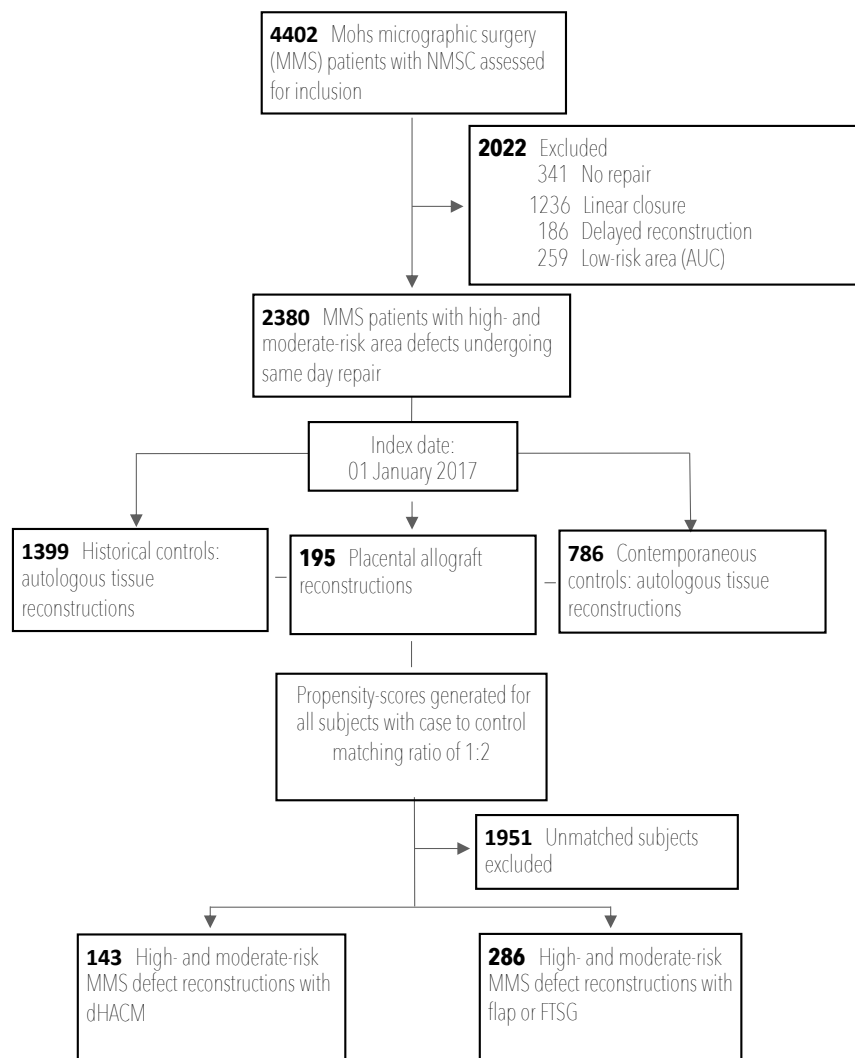 4402 Mohs micrographic surgery
(MMS) patients with NMSC assessed
for inclusion
2022 Excluded
341 No repair
1236 Linear closure
186 Delayed reconstruction
259 Low-risk area (AUC)
2380 MMS patients with high- and
moderate-risk area defects undergoing
same day repair
Index date:
01 January 2017
1399 Historical controls:
autologous tissue
reconstructions
195 Placental allograft
reconstructions
786 Contemporaneous
controls: autologous tissue
reconstructions
Propensity-scores generated for
all subjects with case to control
matching ratio of 1:2
1951 Unmatched subjects
excluded
143 High- and moderate-risk
MMS defect reconstructions with
dHACM
286 High- and moderate-risk
MMS defect reconstructions with
flap or FTSG